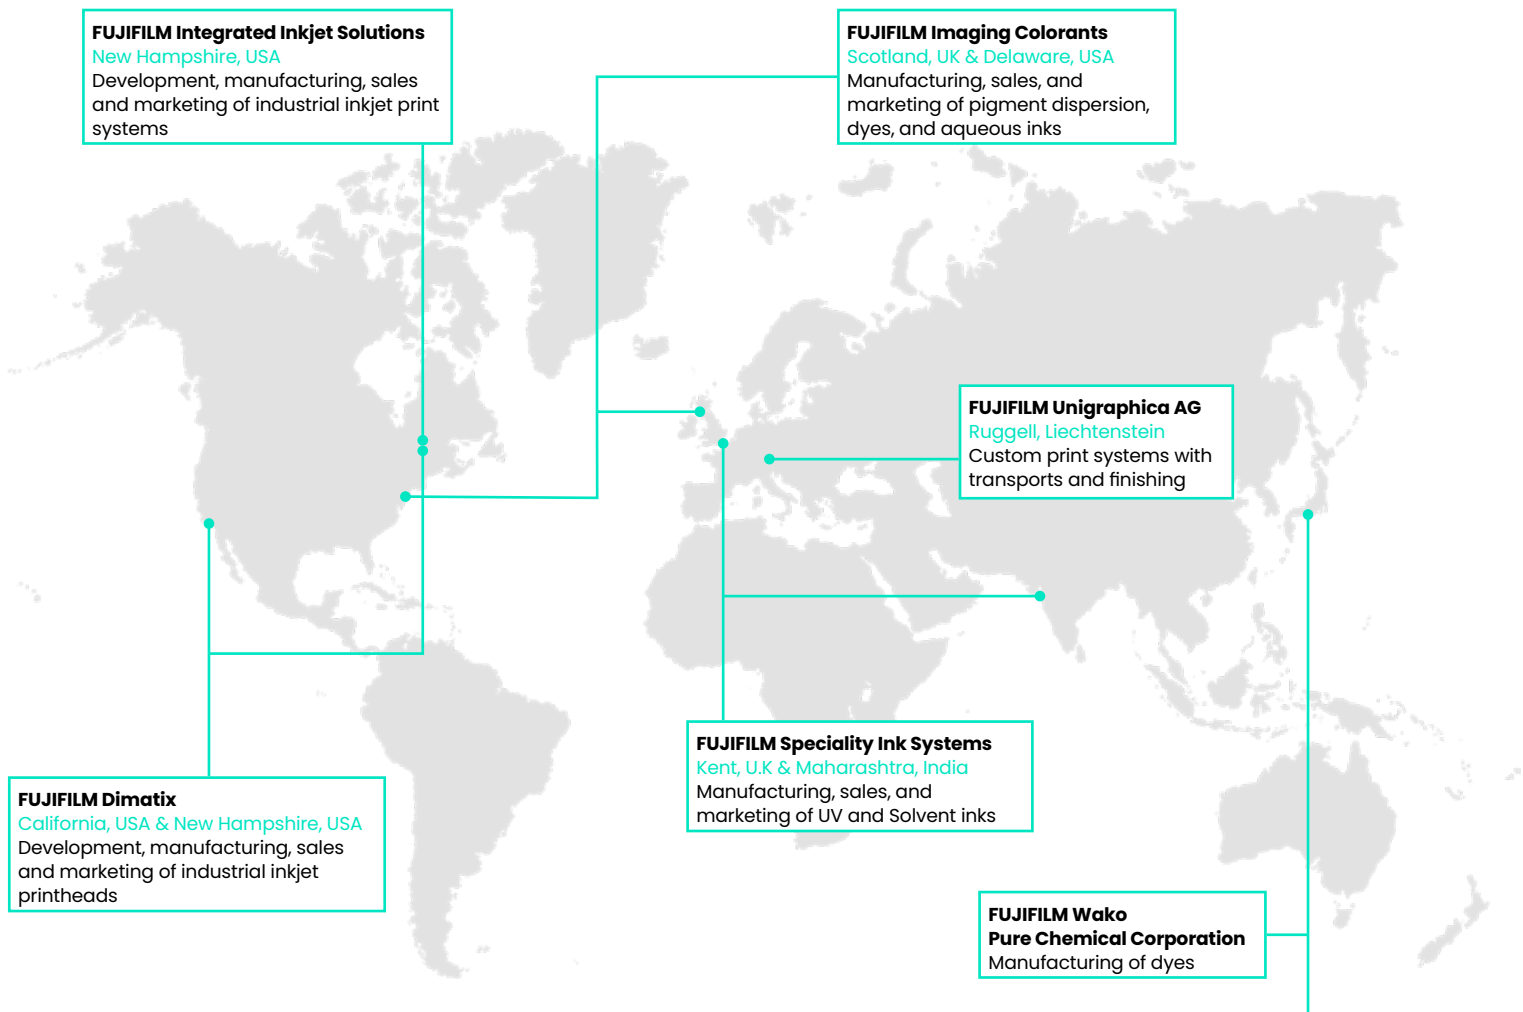 FUJIFILM Integrated Inkjet Solutions
New Hampshire, USA
Development, manufacturing, sales
and marketing of industrial inkjet print
systems
FUJIFILM Imaging Colorants
Scotland, UK & Delaware, USA
Manufacturing, sales, and
marketing of pigment dispersion,
dyes, and aqueous inks
FUJIFILM Unigraphica AG
Ruggell, Liechtenstein
Custom print systems with
transports and finishing
FUJIFILM Speciality Ink Systems
Kent, U.K & Maharashtra, India
Manufacturing, sales, and
marketing of UV and Solvent inks
FUJIFILM Dimatix
California, USA & New Hampshire, USA
Development, manufacturing, sales
and marketing of industrial inkjet
printheads
FUJIFILM Wako
Pure Chemical Corporation
Manufacturing of dyes